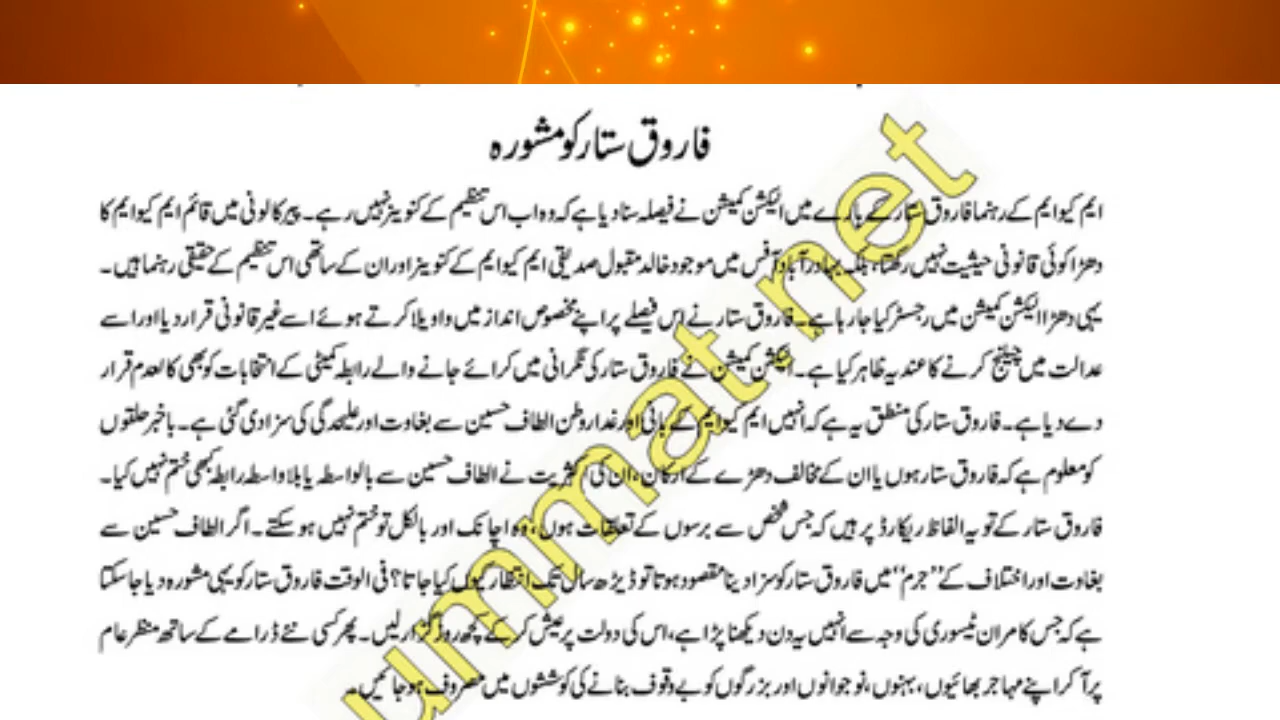 فاروق ستار کو مشورہ
ایم کیو ایم کے رہنما فاروق ستار کے بارے میں الیکشن کمیشن نے فیصلہ سنا دیا ہے کہ وہ اب اس تنظیم کے کنوینر نہیں رہے۔ پیر کالونی میں قائم ایم کیو ایم کا
دھڑا کوئی قانونی حیثیت نہیں رکھتا، بلکہ بہادر آباد آفس میں موجود خالد مقبول صدیقی ایم کیو ایم کے کنوینر اور ان کے ساتھی اس تنظیم کے حقیقی رہنما ہیں۔
یہی دھڑا الیکشن کمیشن میں رجسٹر کیا جا رہا ہے۔ فاروق ستار نے اس فیصلے پر اپنے مخصوص انداز میں واویلا کرتے ہوئے اسے غیر قانونی قرار دیا اور اسے
عدالت میں چیلنج کرنے کا عندیہ ظاہر کیا ہے۔ الیکشن کمیشن نے فاروق ستار کی نگرانی میں کرائے جانے والے رابطہ کمیٹی کے انتخابات کو بھی کالعدم قرار
دے دیا ہے۔ فاروق ستار کی منطق یہ ہے کہ انہیں ایم کیو ایم کے بانی اور غدار وطن الطاف حسین سے بغاوت اور علیحدگی کی سزا دی گئی ہے۔ باخبر حلقوں
کو معلوم ہے کہ فاروق ستار ہوں یا ان کے مخالف دھڑے کے ارکان، ان کی اکثریت نے الطاف حسین سے بالواسطہ یا بلاواسطہ رابطہ کبھی ختم نہیں کیا۔
فاروق ستار کے تو یہ الفاظ ریکارڈ پر ہیں کہ جس شخص سے برسوں کے تعلقات ہوں، وہ اچانک اور بالکل تو ختم نہیں ہو سکتے۔ اگر الطاف حسین سے
بغاوت اور اختلاف کے ’’جرم‘‘ میں فاروق ستار کو سزا دینا مقصود ہوتا تو ڈیڑھ سال تک انتظار کیوں کیا جاتا؟ فی الوقت فاروق ستار کو یہی مشورہ دیا جا سکتا
ہے کہ جس کامران ٹیسوری کی وجہ سے انہیں یہ دن دیکھنا پڑا ہے، اس کی دولت پر عیش کر کے کچھ روز گزار لیں۔ پھر کسی نئے ڈرامے کے ساتھ منظر عام
پر آ کر اپنے مہاجر بھائیوں، بہنوں، نوجوانوں اور بزرگوں کو بے وقوف بنانے کی کوششوں میں مصروف ہو جائیں۔
ummat.net